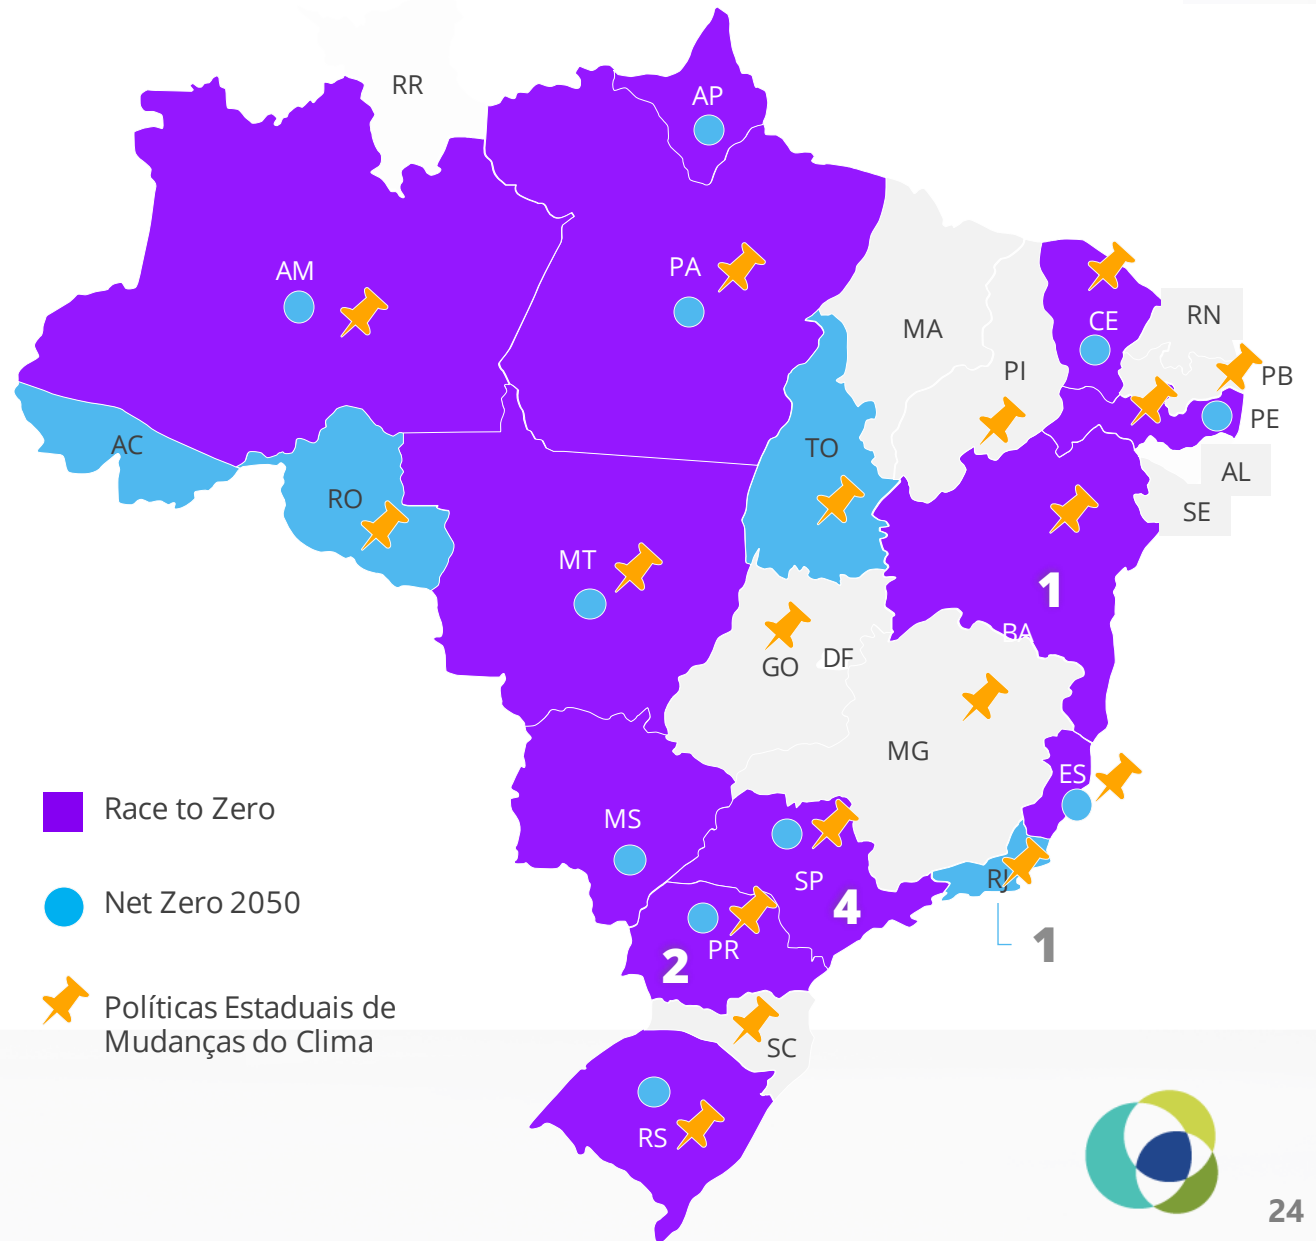 RR
AP
AM
PA
MA
CE
RN
PI
PB
PE
AC
TO
RO
AL
SE
MT
1
BA
GO
DF
MG
ES
Race to Zero
MS
SP
4
RJ
Net Zero 2050
1
PR
2
Políticas Estaduais de
Mudanças do Clima
SC
RS
24